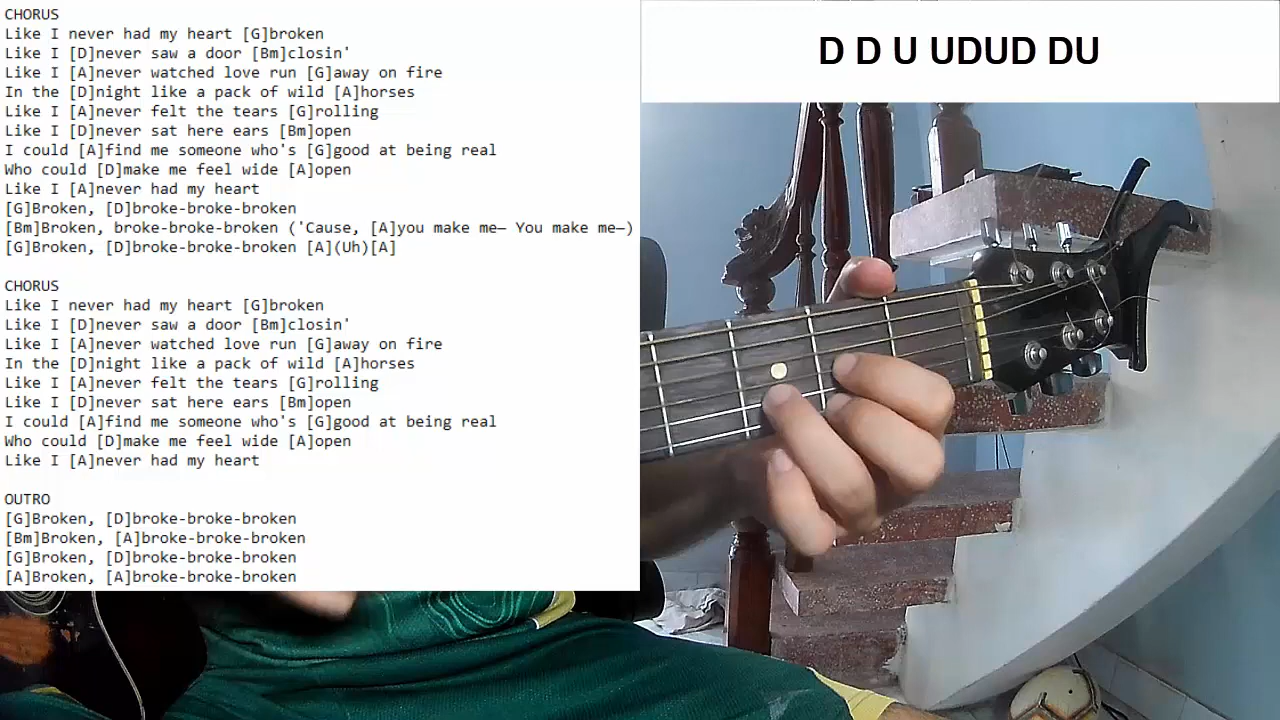 CHORUS
Like I never had my heart [G]broken
Like I [D]never saw a door [Bm]closin'
Like I [A]never watched love run [G]away on fire
In the [D]night like a pack of wild [A]horses
Like I [A]never felt the tears [G]rolling
Like I [D]never sat here ears [Bm]open
I could [A]find me someone who's [G]good at being real
Who could [D]make me feel wide [A]open
Like I [A]never had my heart
[G]Broken, [D]broke-broke-broken
[Bm]Broken, broke-broke-broken ('Cause, [A]you make me— You make me—)
[G]Broken, [D]broke-broke-broken [A](Uh)[A]
CHORUS
Like I never had my heart [G]broken
Like I [D]never saw a door [Bm]closin'
Like I [A]never watched love run [G]away on fire
In the [D]night like a pack of wild [A]horses
Like I [A]never felt the tears [G]rolling
Like I [D]never sat here ears [Bm]open
I could [A]find me someone who's [G]good at being real
Who could [D]make me feel wide [A]open
Like I [A]never had my heart
OUTRO
[G]Broken, [D]broke-broke-broken
[Bm]Broken, [A]broke-broke-broken
[G]Broken, [D]broke-broke-broken
[A]Broken, [A]broke-broke-broken
D D U UDUD DU